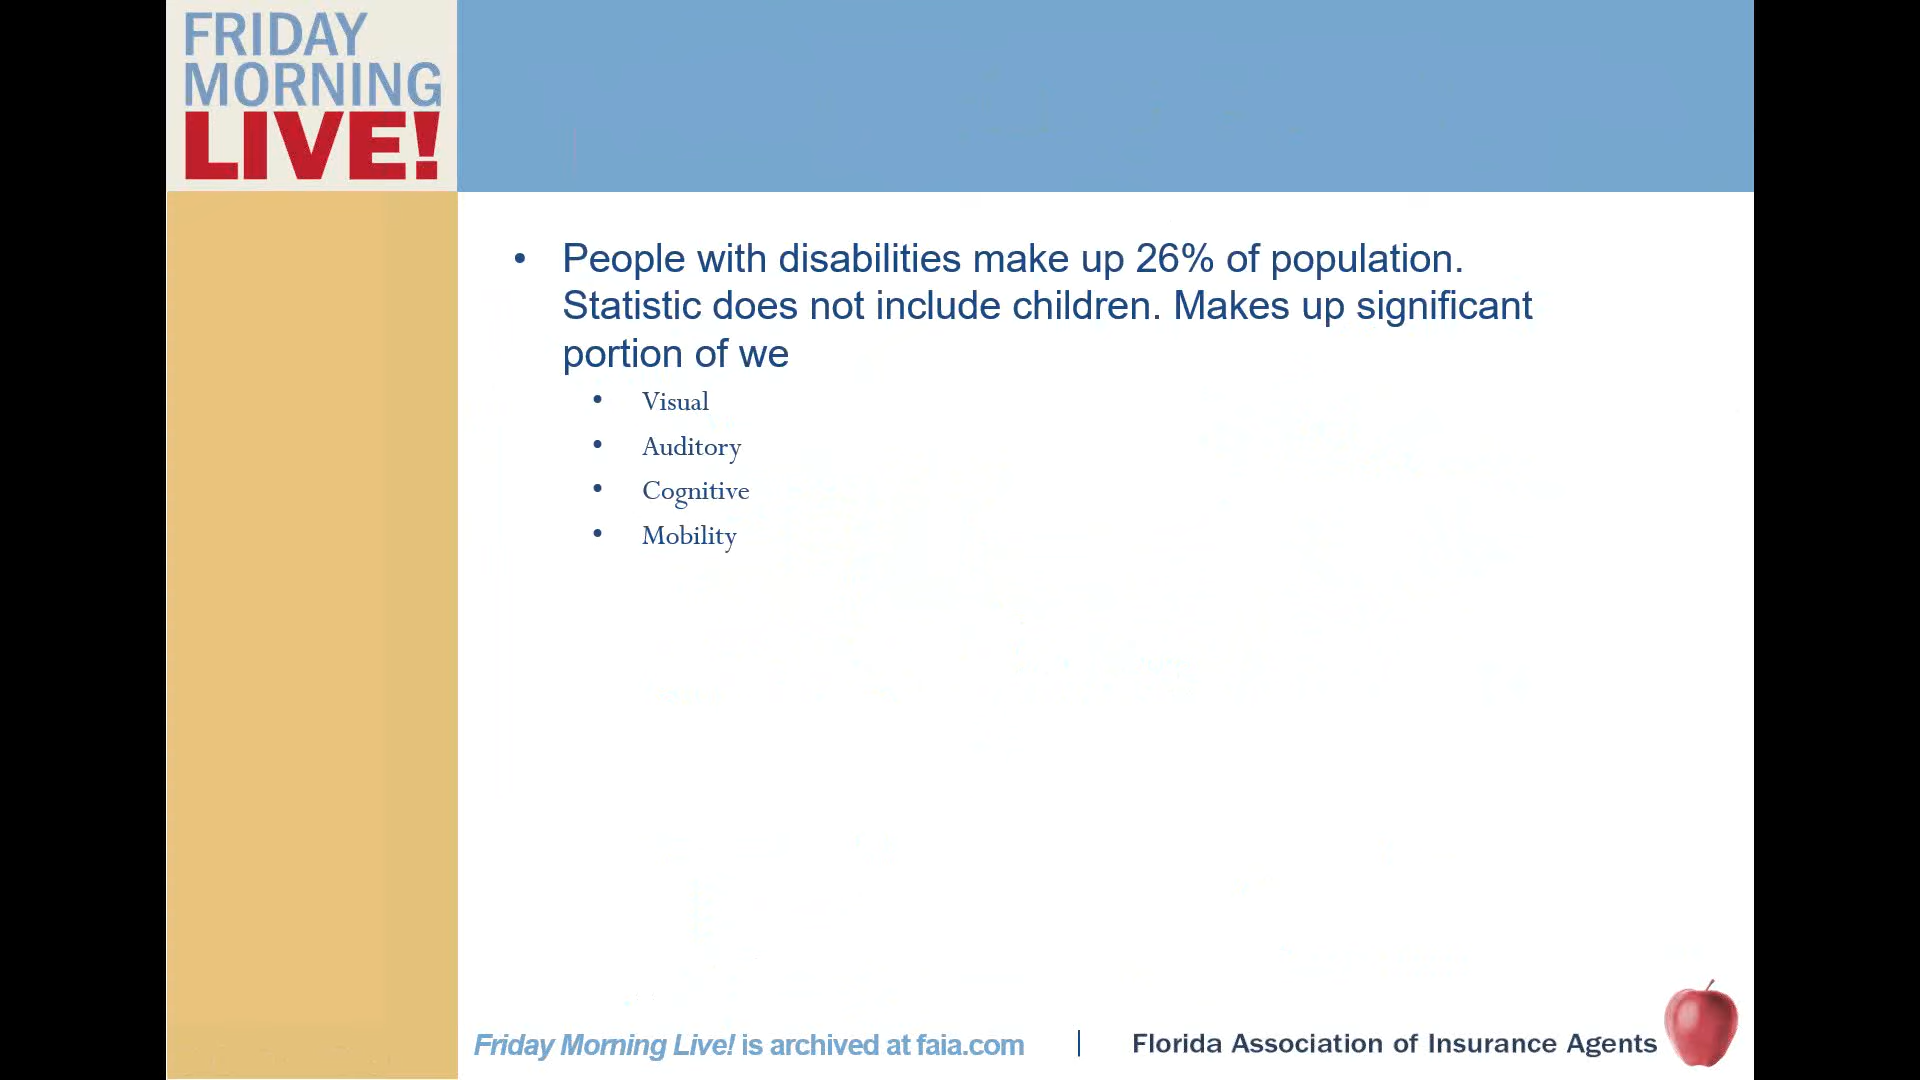 FRIDAY
MORNING
LIVE!
• People with disabilities make up 26% of population.
Statistic does not include children. Makes up significant
portion of we
• Visual
• Auditory
• Cognitive
• Mobility
Friday Morning Live! is archived at faia.com | Florida Association of Insurance Agents